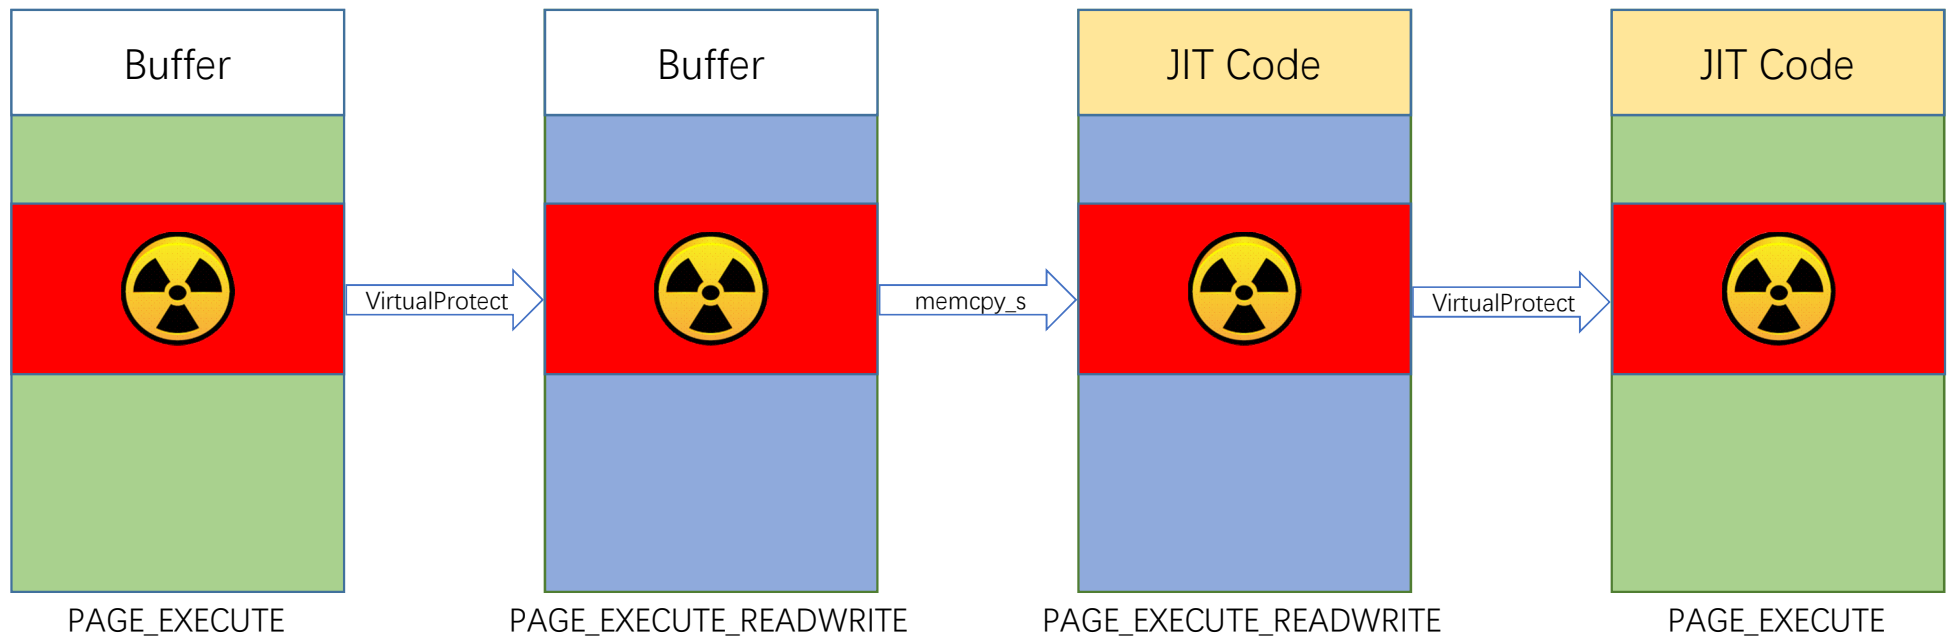 Buffer
Buffer
JIT Code
JIT Code
VirtualProtect
memcpy_s
VirtualProtect
PAGE_EXECUTE
PAGE_EXECUTE_READWRITE
PAGE_EXECUTE_READWRITE
PAGE_EXECUTE